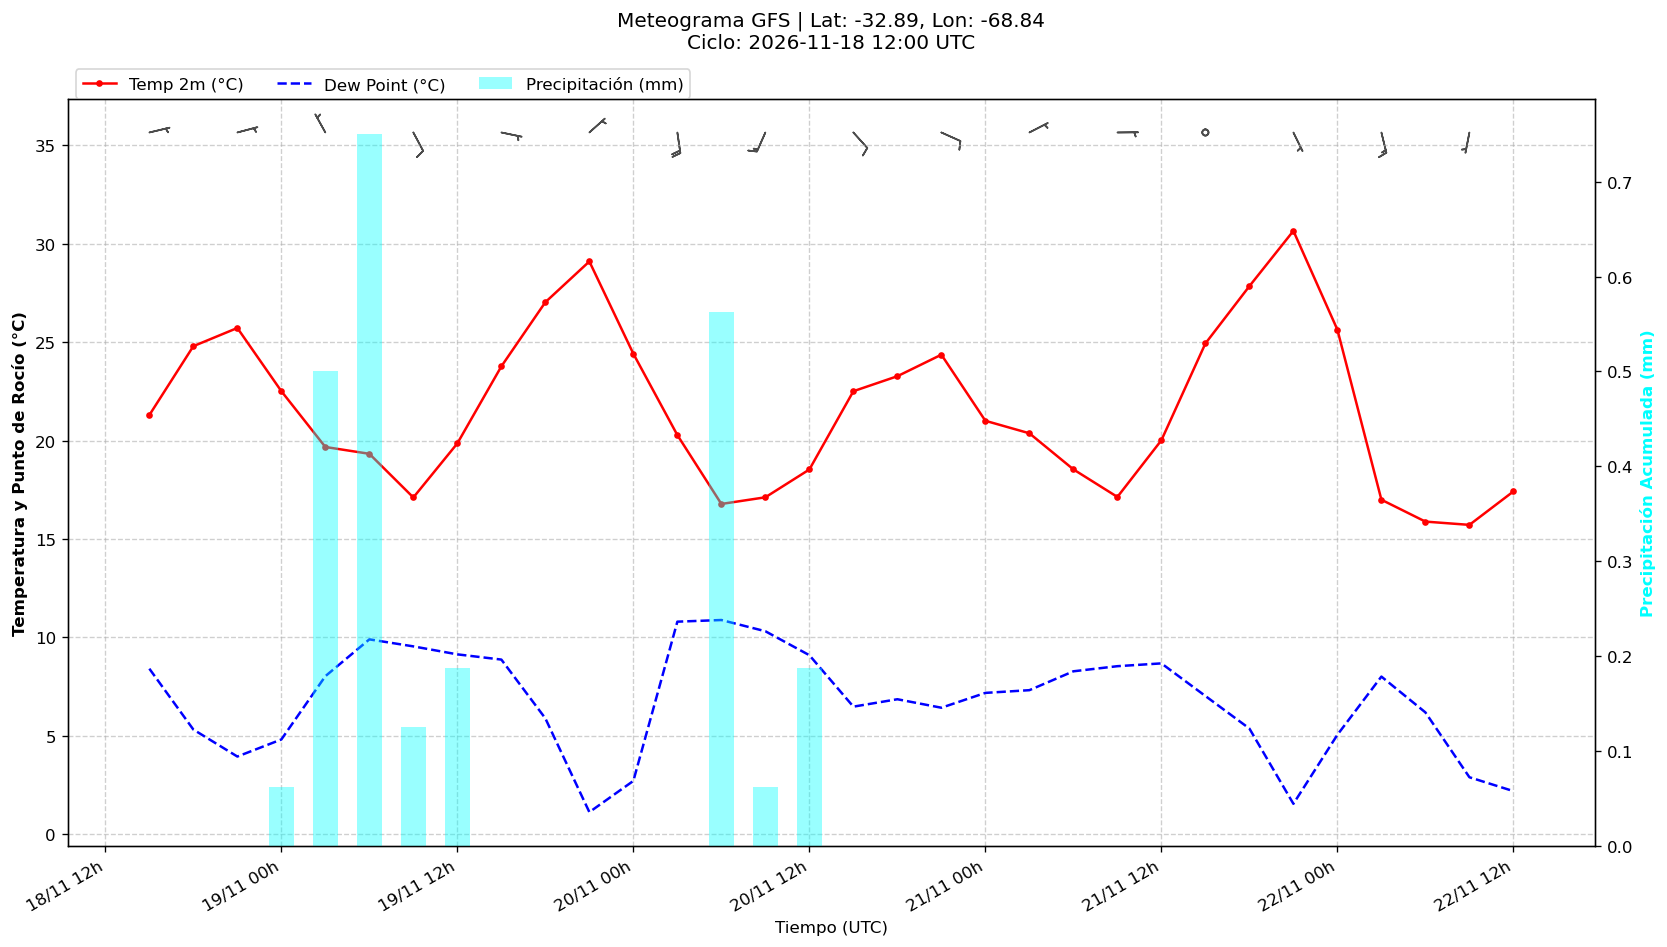 Meteograma GFS | Lat: -32.89, Lon: -68.84
Ciclo: 2026-11-18 12:00 UTC
Temp 2m (°C)
Dew Point (°C)
Precipitación (mm)
Temperatura y Punto de Rocío (°C)
35
30
25
20
15
10
5
0
Precipitación Acumulada (mm)
0.7
0.6
0.5
0.4
0.3
0.2
0.1
0.0
18/11 12h
19/11 00h
19/11 12h
20/11 00h
20/11 12h
21/11 00h
21/11 12h
22/11 00h
22/11 12h
Tiempo (UTC)